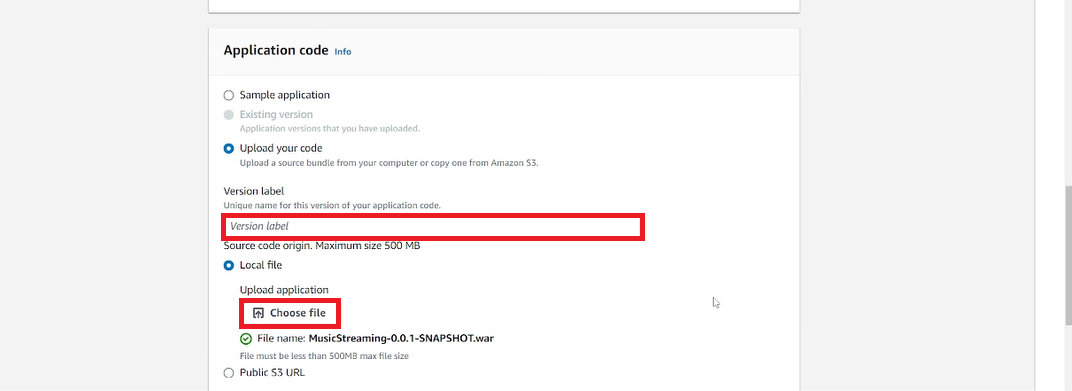 Application code Info
Sample application
Existing version
Application versions that you have uploaded.
Upload your code
Upload a source bundle from your computer or copy one from Amazon S3.
Version label
Unique name for this version of your application code.
Version label
Source code origin. Maximum size 500 MB
Local file
Upload application
Choose file
File name: MusicStreaming-0.0.1-SNAPSHOT.war
File must be less than 500MB max file size
Public S3 URL